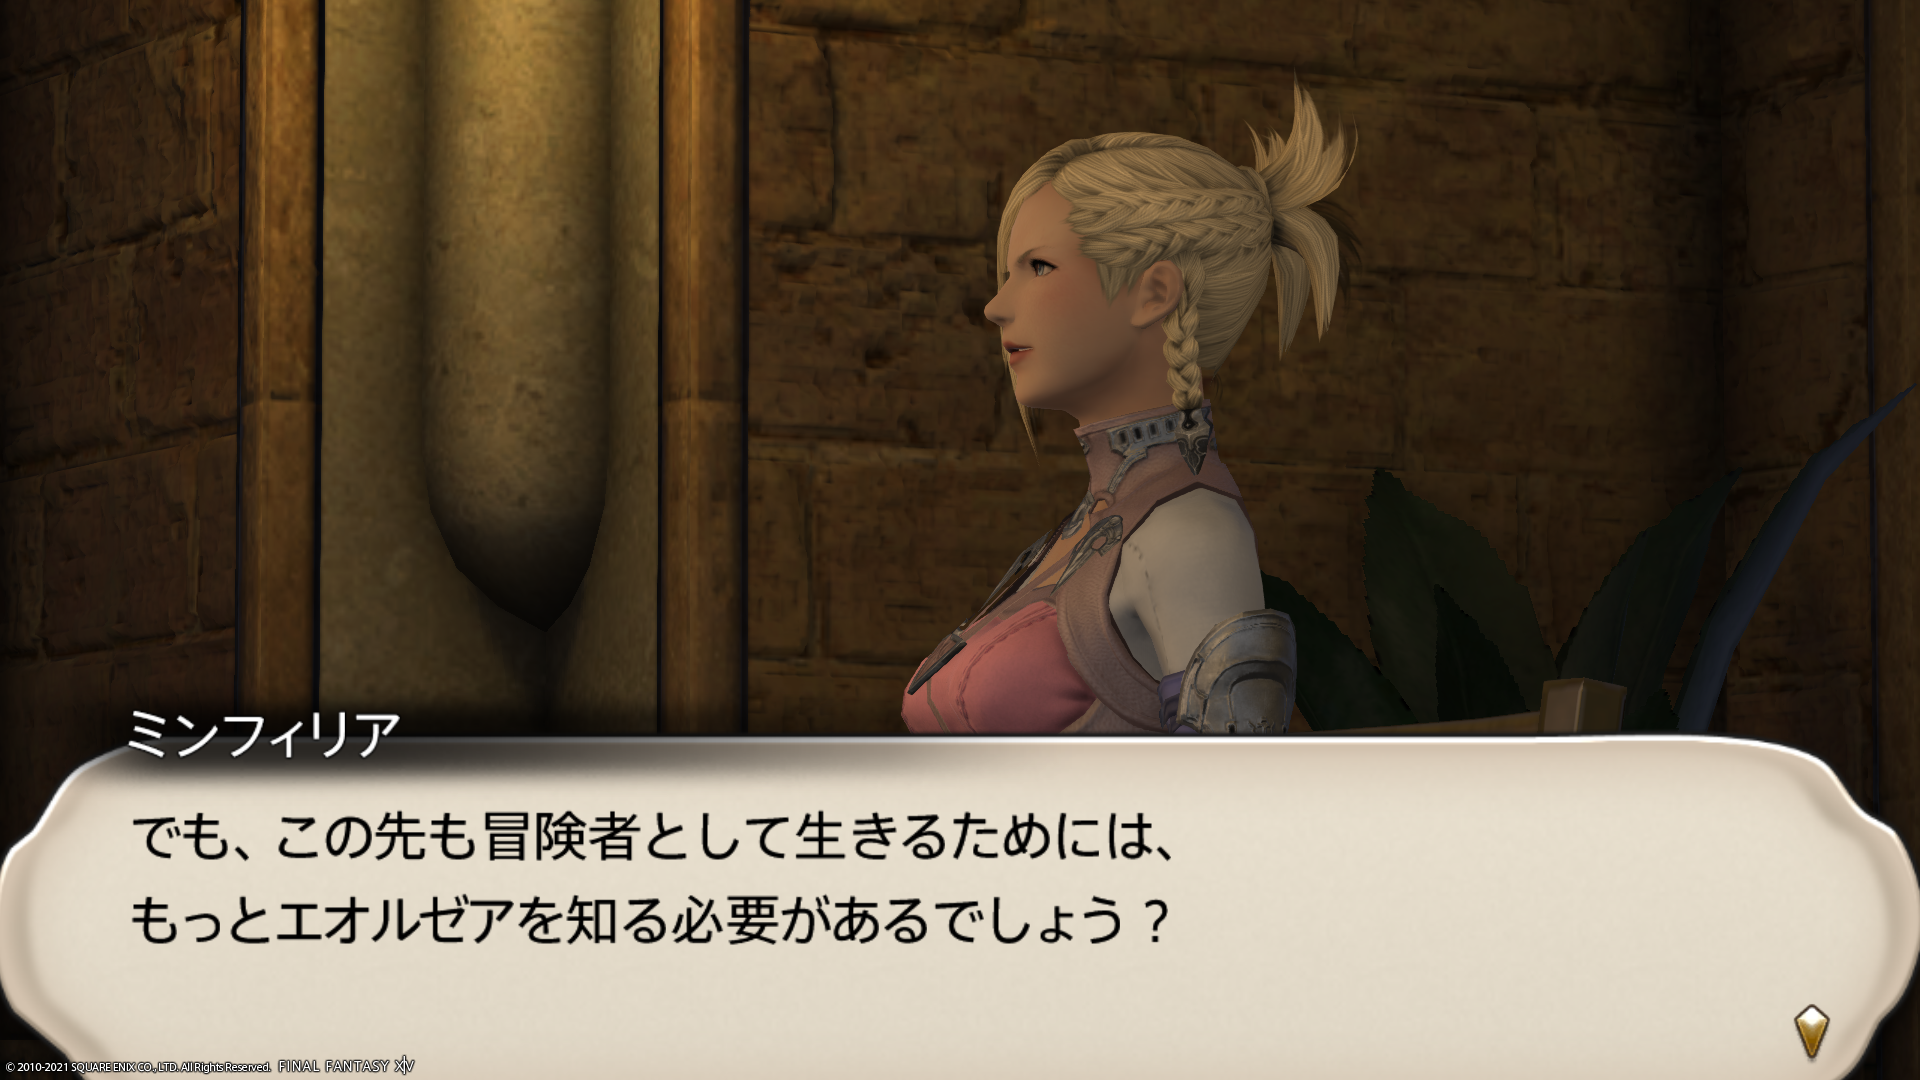 ミンフィリア
でも、この先も冒険者として生きるためには、
もっとエオルゼアを知る必要があるでしょう？
© 2010-2021 SQUARE ENIX CO., LTD. All Rights Reserved. FINAL FANTASY XIV